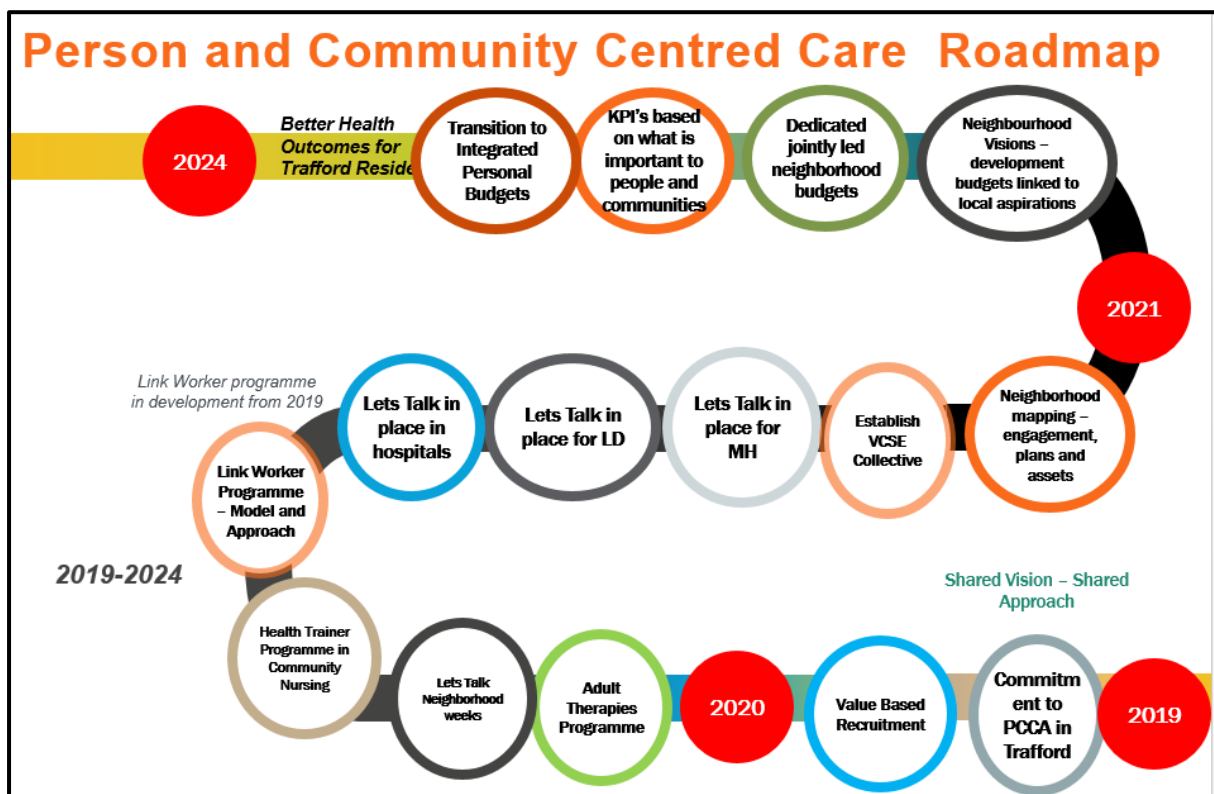 Person and Community Centred Care Roadmap
2024
Better Health
Outcomes for
Trafford Reside
Transition to
Integrated
Personal
Budgets
KPI's based
on what is
important to
people and
communities
Dedicated
jointly led
neighborhood
budgets
Neighbourhood
Visions –
development
budgets linked to
local aspirations
2021
Link Worker programme
in development from 2019
Lets Talk in
place in
hospitals
Lets Talk in
place for LD
Lets Talk in
place for
MH
Establish
VCSE
Collective
Neighborhood
mapping –
engagement,
plans and
assets
Link Worker
Programme
– Model and
Approach
2019-2024
Shared Vision – Shared
Approach
Health Trainer
Programme in
Community
Nursing
Lets Talk
Neighborhood
weeks
Adult
Therapies
Programme
2020
Value Based
Recruitment
Commitm
ent to
PCCA in
Trafford
2019